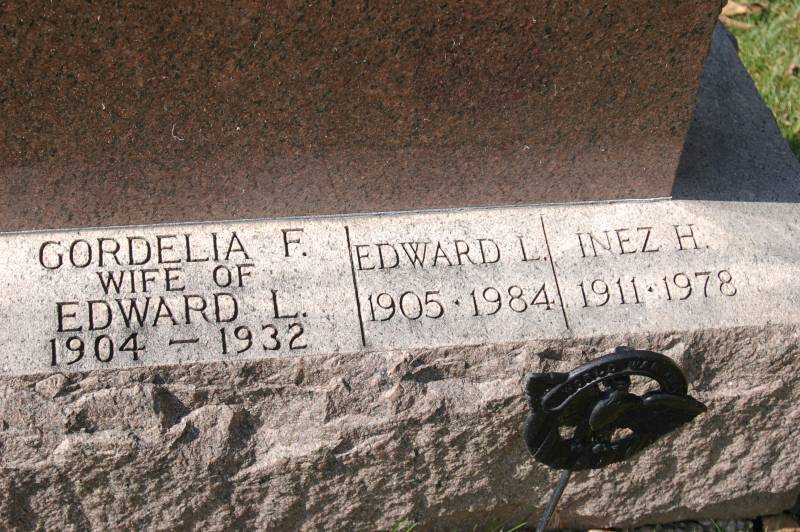 GORDELIA F.
WIFE OF
EDWARD L.
1904 — 1932
EDWARD L.
1905 · 1984
INEZ H.
1911 · 1978